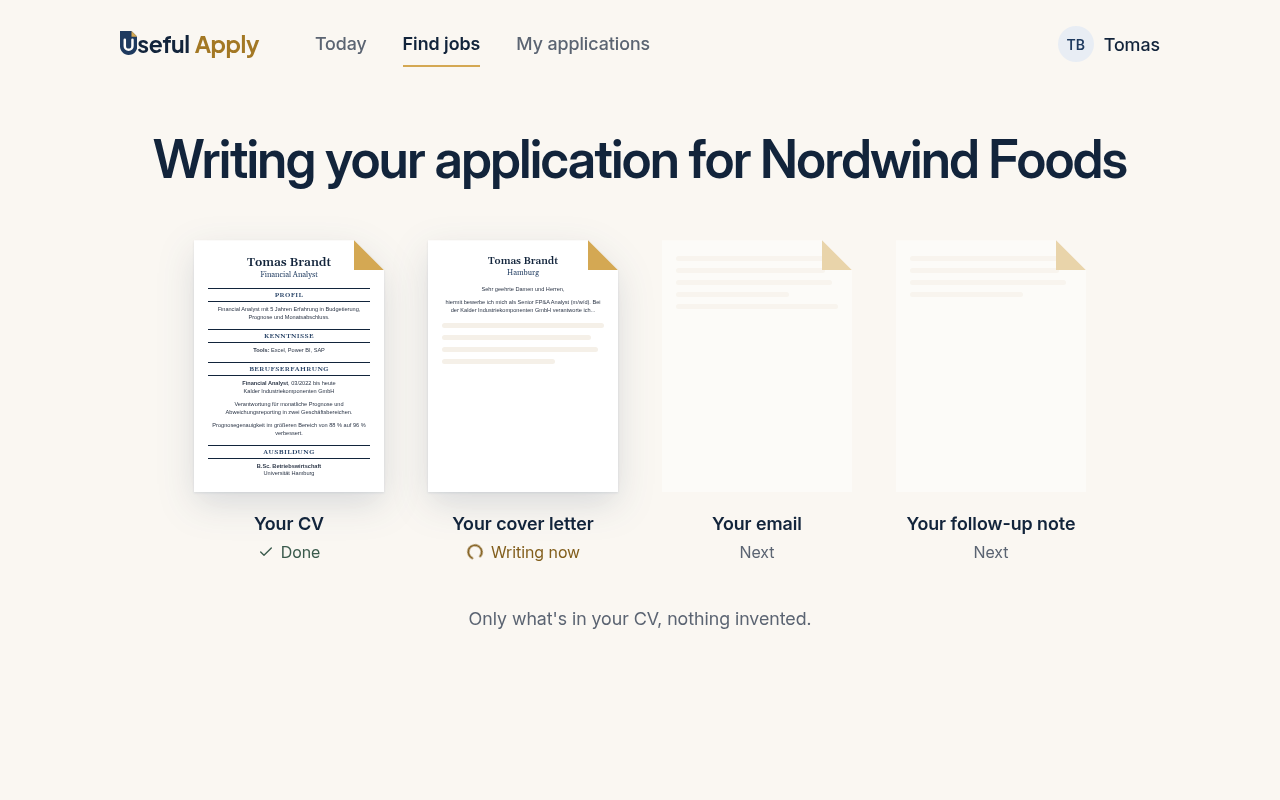 Useful Apply
Today
Find jobs
My applications
TB
Tomas
Writing your application for Nordwind Foods
Tomas Brandt
Financial Analyst
PROFIL
Financial Analyst mit 5 Jahren Erfahrung in Budgetierung,
Prognose und Monatsabschluss.
KENNTNISSE
Tools: Excel, Power BI, SAP
BERUFSERFAHRUNG
Financial Analyst, 03/2022 bis heute
Kalder Industriekomponenten GmbH
Verantwortung für monatliche Prognose und
Abweichungsreporting in zwei Geschäftsbereichen.
Prognosegenauigkeit im größeren Bereich von 88 % auf 96 %
verbessert.
AUSBILDUNG
B.Sc. Betriebswirtschaft
Universität Hamburg
Your CV
Done
Tomas Brandt
Hamburg
Sehr geehrte Damen und Herren,
hiermit bewerbe ich mich als Senior FP&A Analyst (m/w/d). Bei
der Kalder Industriekomponenten GmbH verantworte ich...
Your cover letter
Writing now
Your email
Next
Your follow-up note
Next
Only what's in your CV, nothing invented.